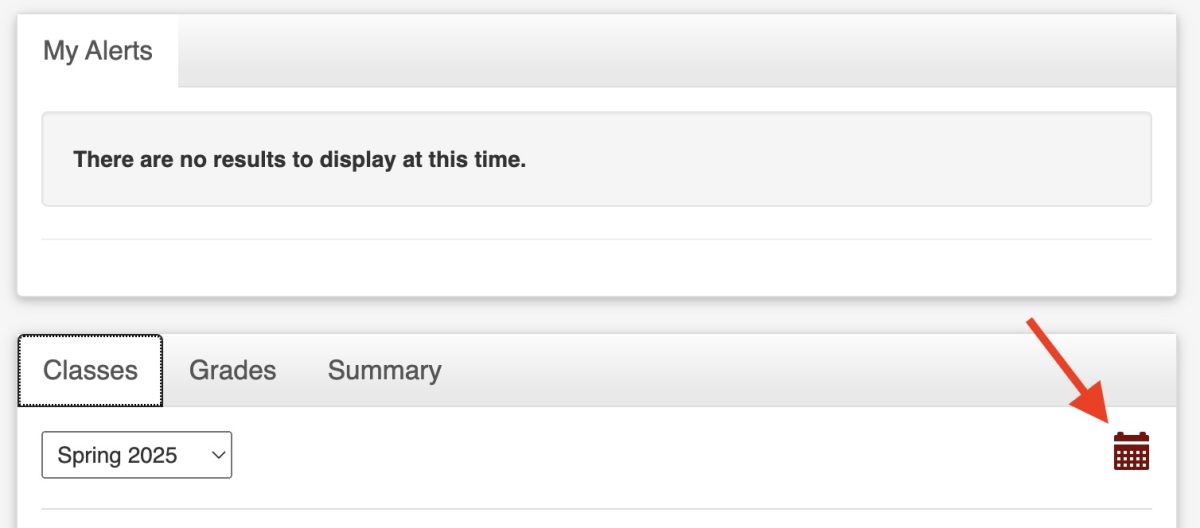 My Alerts
There are no results to display at this time.
Classes Grades Summary
Spring 2025